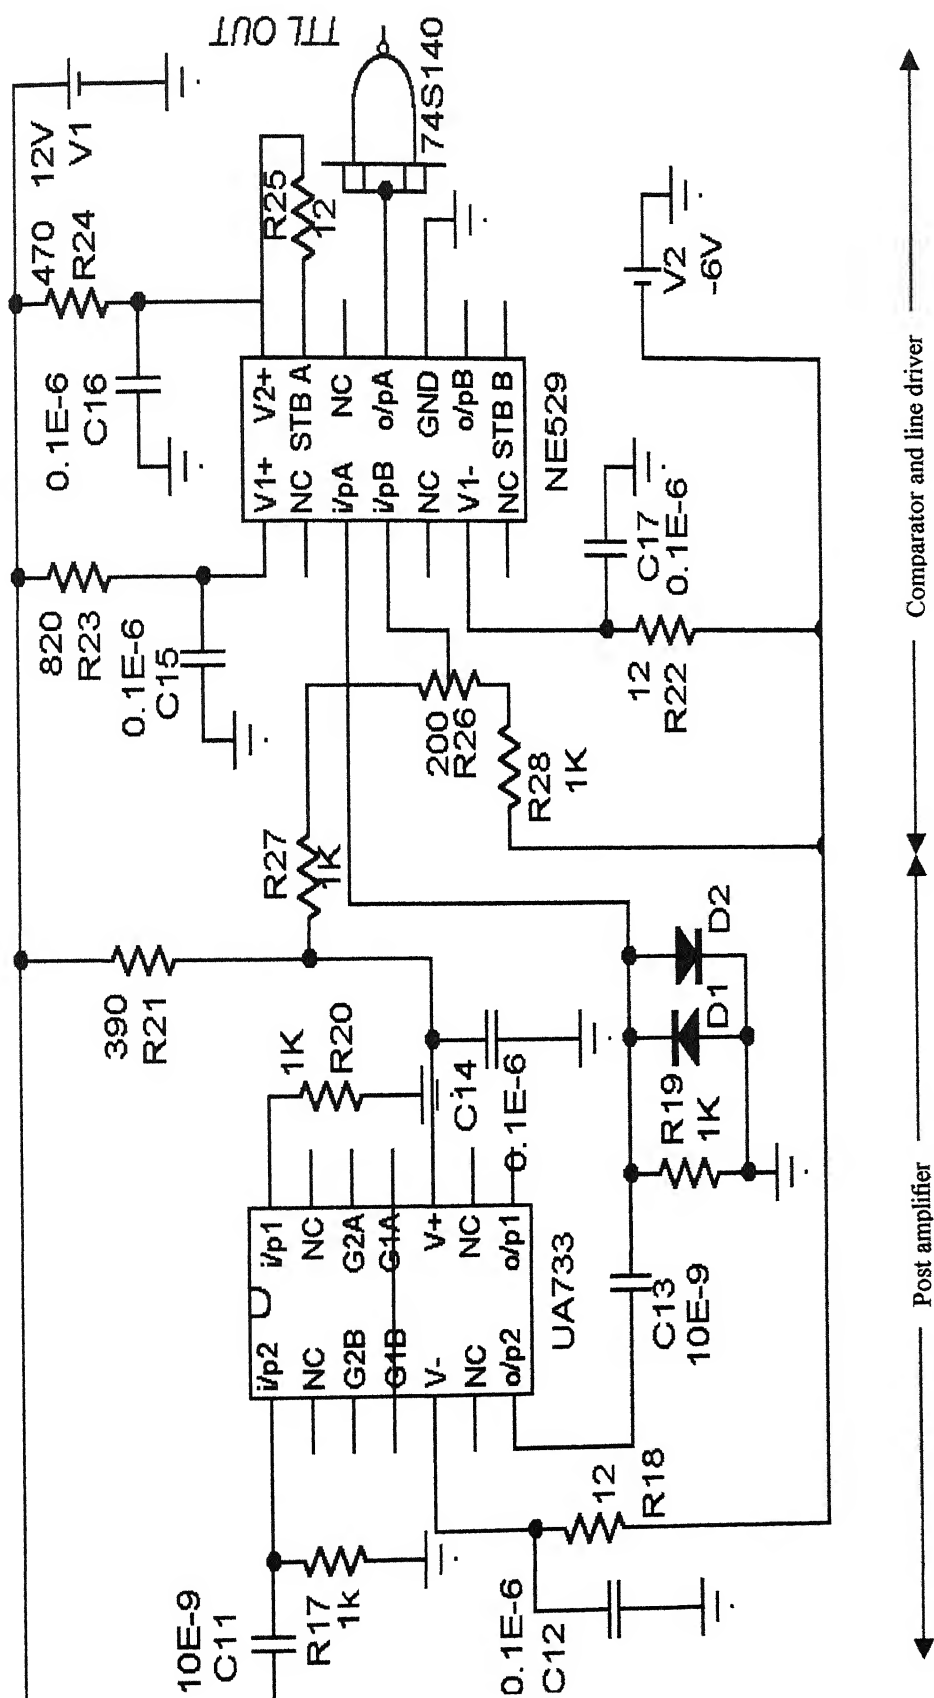 TTL OUT
12V
V1
470
R24
R25
12
74S140
0.1E-6
C16
V2+
STB A
NC
o/pA
GND
o/pB
STB B
V1+
NC
i/pA
i/pB
NC
V1-
NC
NE529
V2
-6V
820
R23
0.1E-6
C15
C17
0.1E-6
12
R22
200
R26
R28
1K
R27
1K
390
R21
1K
R20
C14
0.1E-6
D2
D1
R19
1K
i/p1
NC
G2A
G1A
V+
NC
o/p1
i/p2
NC
G2B
G1B
V-
NC
o/p2
UA733
C13
10E-9
12
R18
10E-9
C11
R17
1k
0.1E-6
C12
Comparator and line driver
Post amplifier